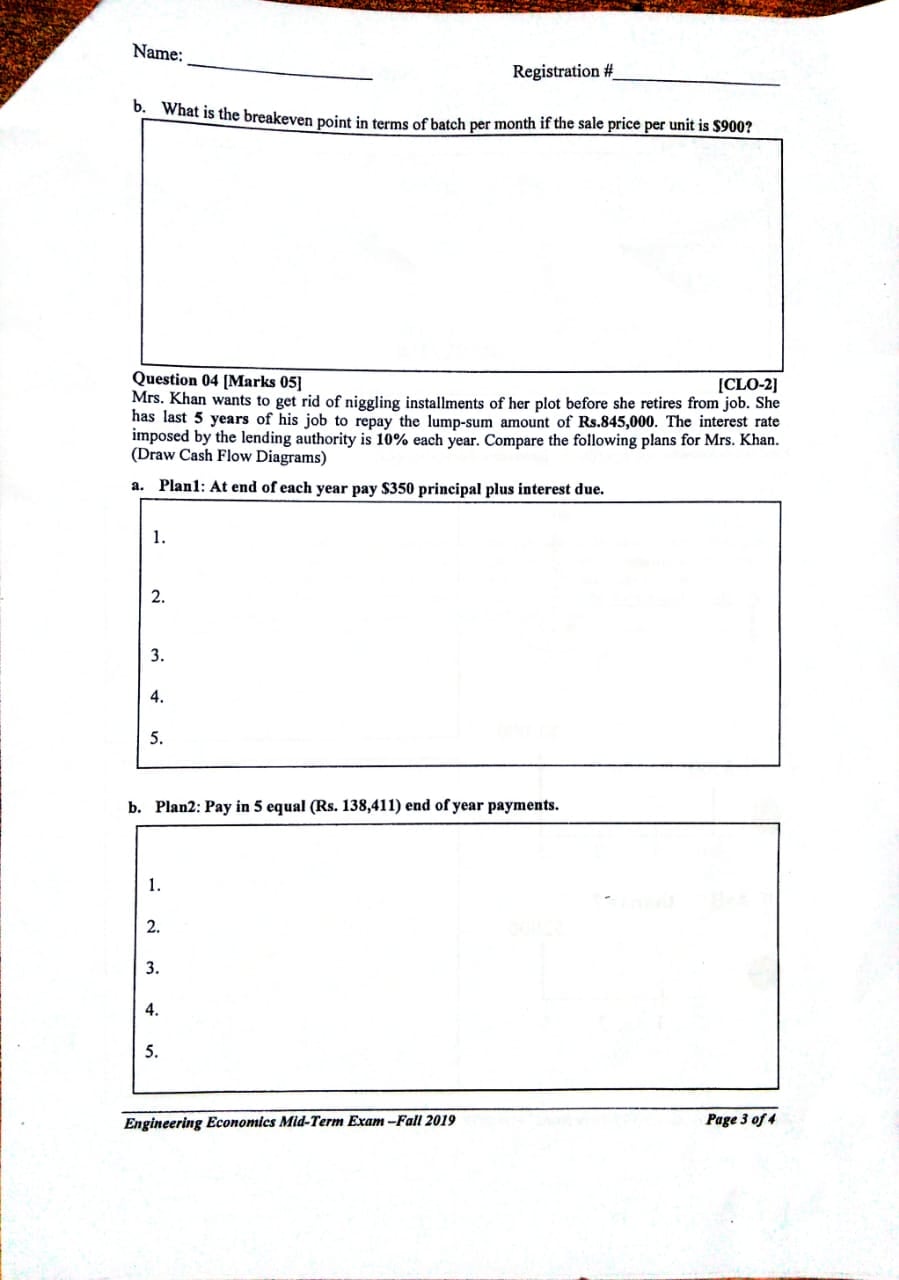 Name: ____________________
Registration #____________________
b. What is the breakeven point in terms of batch per month if the sale price per unit is $900?
Question 04 [Marks 05] [CLO-2]
Mrs. Khan wants to get rid of niggling installments of her plot before she retires from job. She
has last 5 years of his job to repay the lump-sum amount of Rs.845,000. The interest rate
imposed by the lending authority is 10% each year. Compare the following plans for Mrs. Khan.
(Draw Cash Flow Diagrams)
a. Plan1: At end of each year pay $350 principal plus interest due.
1.
2.
3.
4.
5.
b. Plan2: Pay in 5 equal (Rs. 138,411) end of year payments.
1.
2.
3.
4.
5.
Engineering Economics Mid-Term Exam –Fall 2019 Page 3 of 4